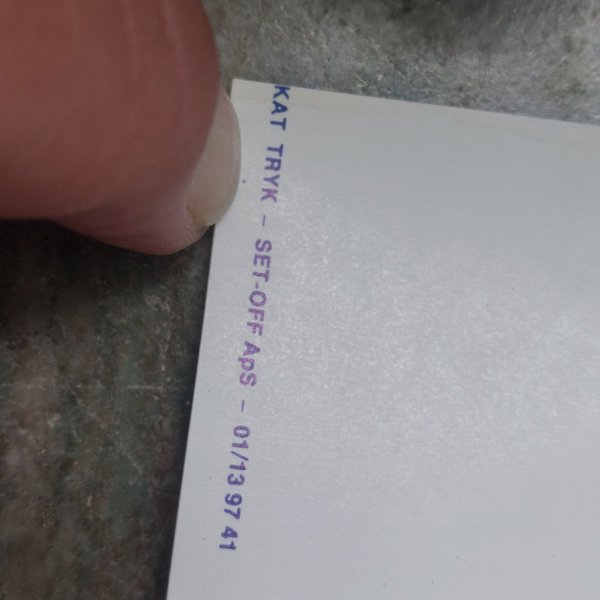 KAT TRYK – SET-OFF ApS – 01/13 97 41